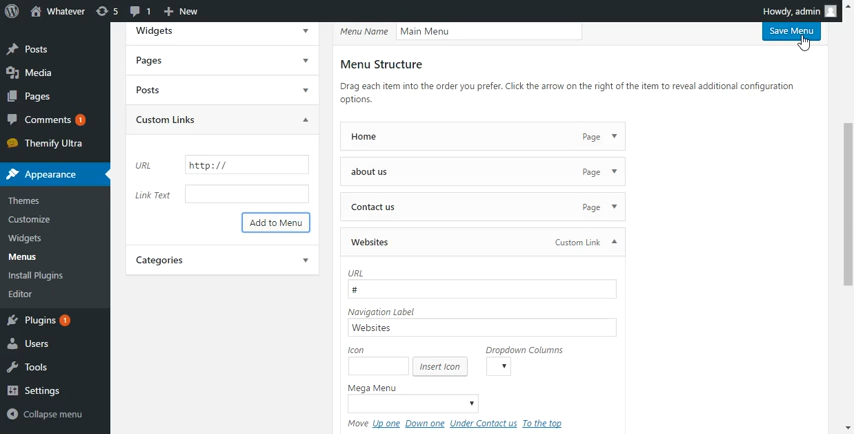 Whatever 5 1 New Howdy, admin
Posts
Media
Pages
Comments 1
Themify Ultra
Appearance
Themes
Customize
Widgets
Menus
Install Plugins
Editor
Plugins 1
Users
Tools
Settings
Collapse menu
Widgets
Pages
Posts
Custom Links
URL http://
Link Text
Add to Menu
Categories
Menu Name Main Menu Save Menu
Menu Structure
Drag each item into the order you prefer. Click the arrow on the right of the item to reveal additional configuration
options.
Home Page
about us Page
Contact us Page
Websites Custom Link
URL
#
Navigation Label
Websites
Icon Dropdown Columns
Insert Icon
Mega Menu
Move Up one Down one Under Contact us To the top